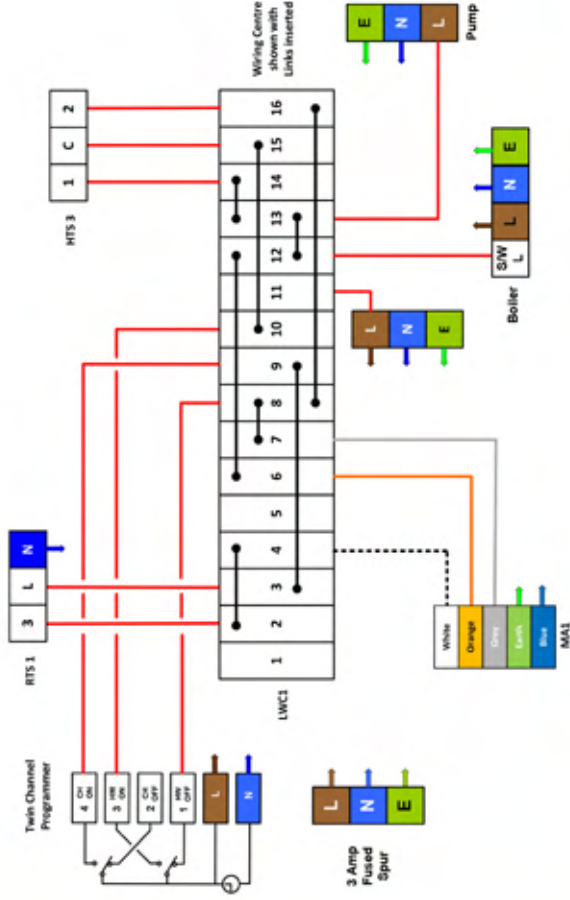 Twin Channel
Programmer
4 CH ON
3 HW ON
2 CH OFF
1 HW OFF
L
N
3 Amp
Fused
Spur
L
N
E
RTS 1
3 L N
LWC1
1 2 3 4 5 6 7 8 9 10 11 12 13 14 15 16
HTS 3
1 C 2
Wiring Centre
shown with
Links inserted
White
Orange
Grey
Earth
Blue
MA1
L
N
E
S/W L
L
N
E
Boiler
E
N
L
Pump